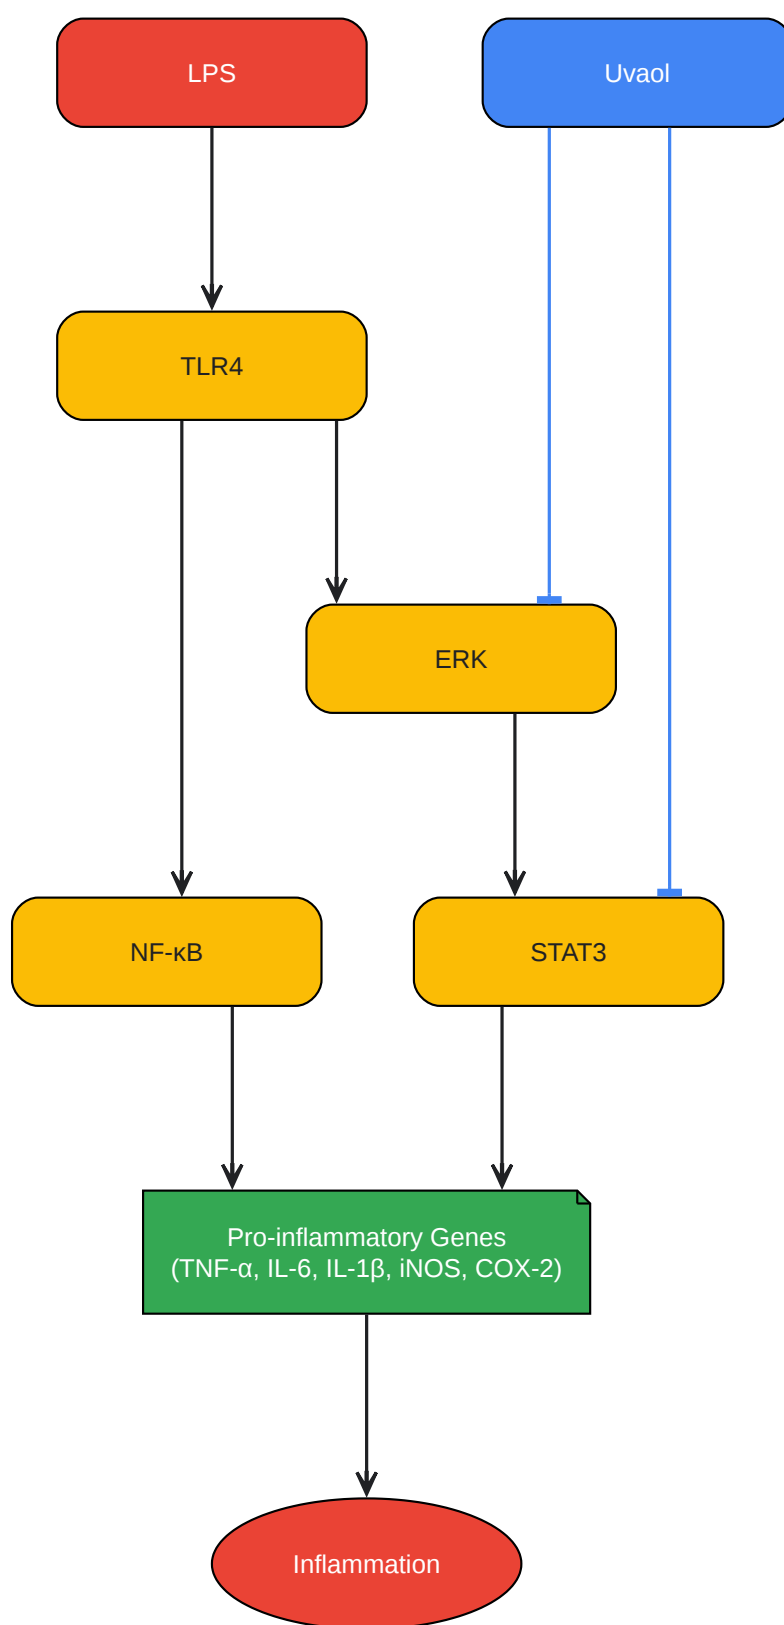 LPS
Uvaol
TLR4
ERK
NF-κB
STAT3
Pro-inflammatory Genes
(TNF-α, IL-6, IL-1β, iNOS, COX-2)
Inflammation